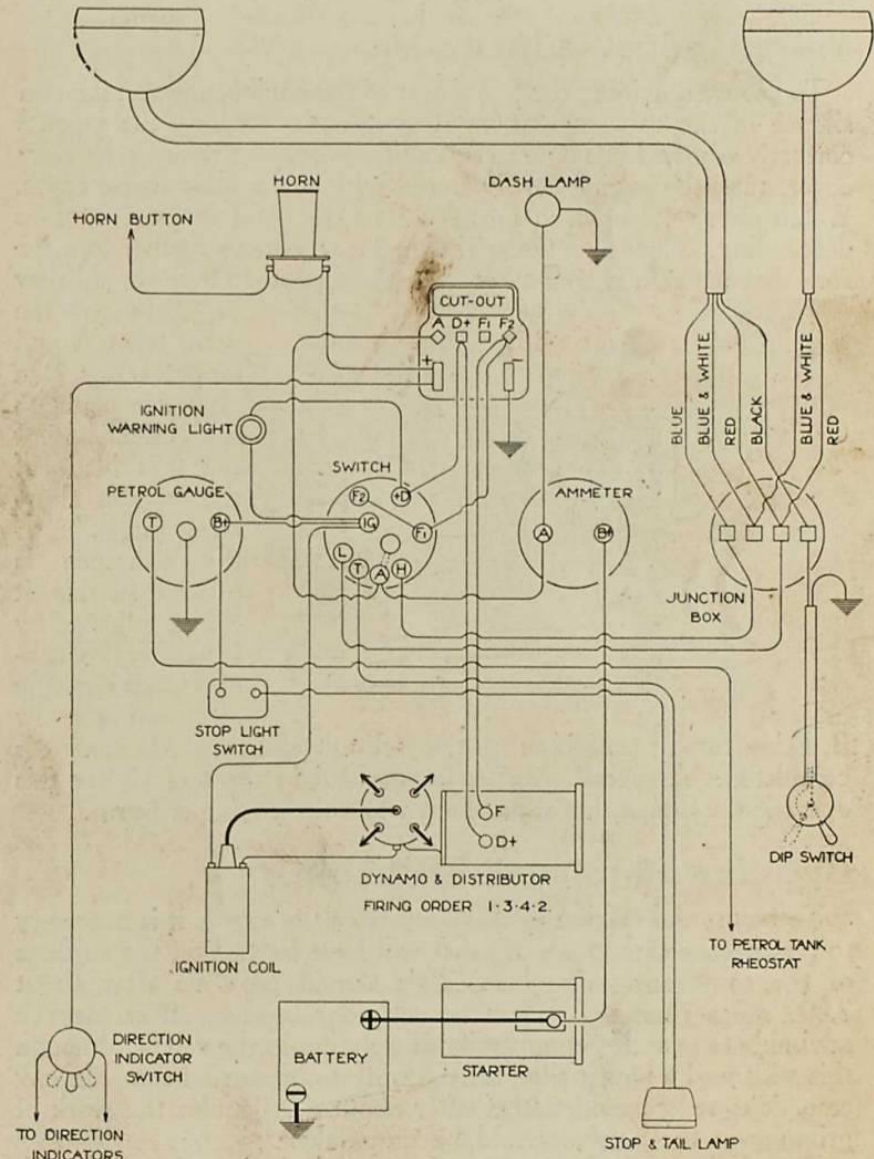 HORN
DASH LAMP
HORN BUTTON
CUT-OUT
A D+ F1 F2
+ -
IGNITION
WARNING LIGHT
BLUE
BLUE & WHITE
RED
BLACK
BLUE & WHITE
RED
SWITCH
PETROL GAUGE
AMMETER
F2 +D
T B+ IG F1 A B+
L T A H
JUNCTION
BOX
STOP LIGHT
SWITCH
F
D+
DIP SWITCH
DYNAMO & DISTRIBUTOR
FIRING ORDER 1·3·4·2.
TO PETROL TANK
RHEOSTAT
IGNITION COIL
+
DIRECTION
INDICATOR
SWITCH
BATTERY
STARTER
-
TO DIRECTION
INDICATORS
STOP & TAIL LAMP